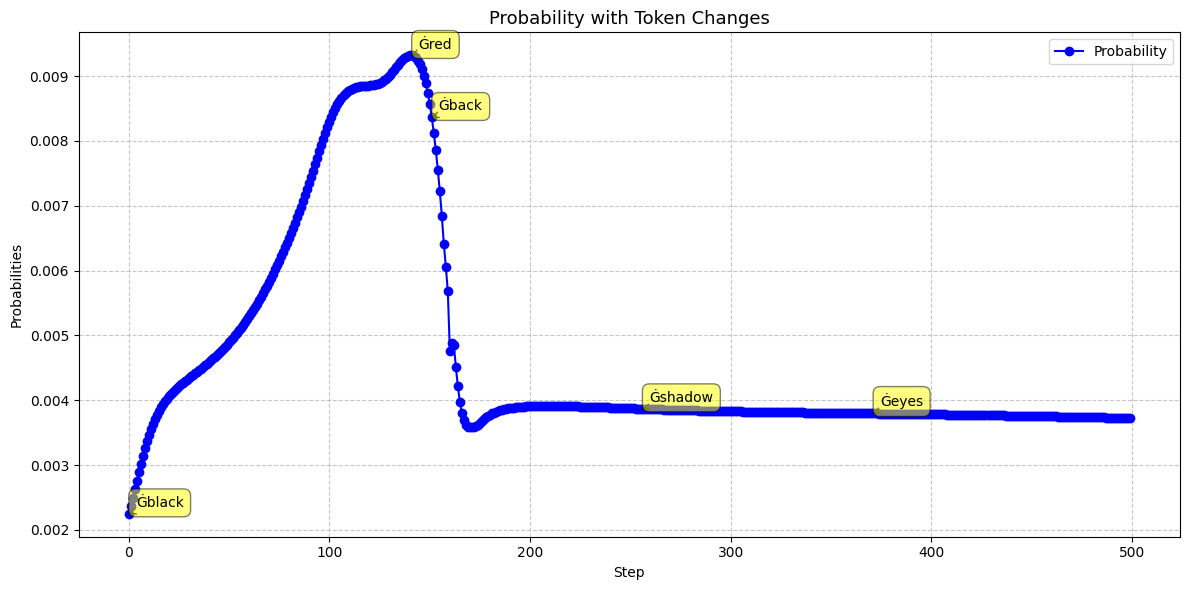 Probability with Token Changes
Probability
Ġred
Ġback
Ġshadow
Ġeyes
Ġblack
Probabilities
0.009
0.008
0.007
0.006
0.005
0.004
0.003
0.002
0
100
200
300
400
500
Step